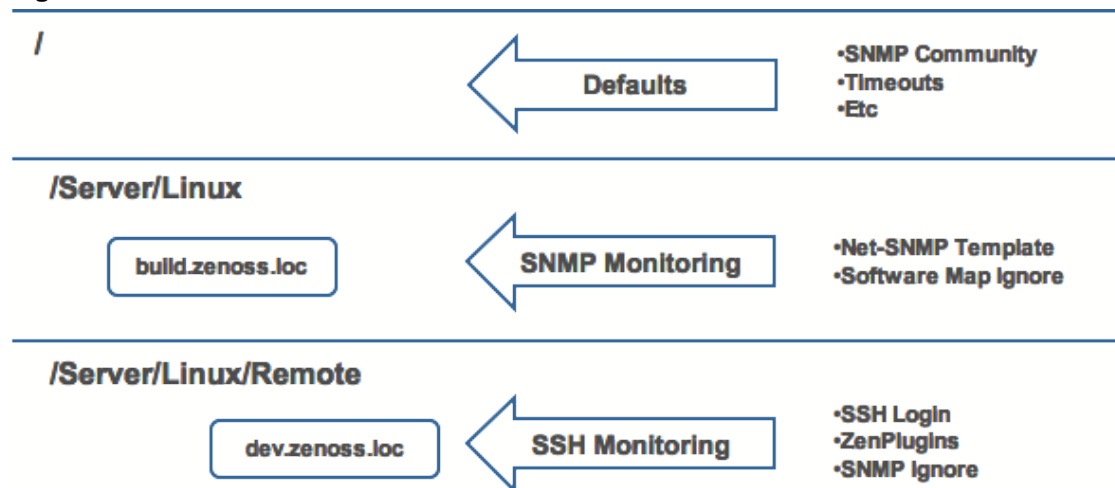 /
Defaults
•SNMP Community
•Timeouts
•Etc
/Server/Linux
build.zenoss.loc
SNMP Monitoring
•Net-SNMP Template
•Software Map Ignore
/Server/Linux/Remote
dev.zenoss.loc
SSH Monitoring
•SSH Login
•ZenPlugins
•SNMP Ignore